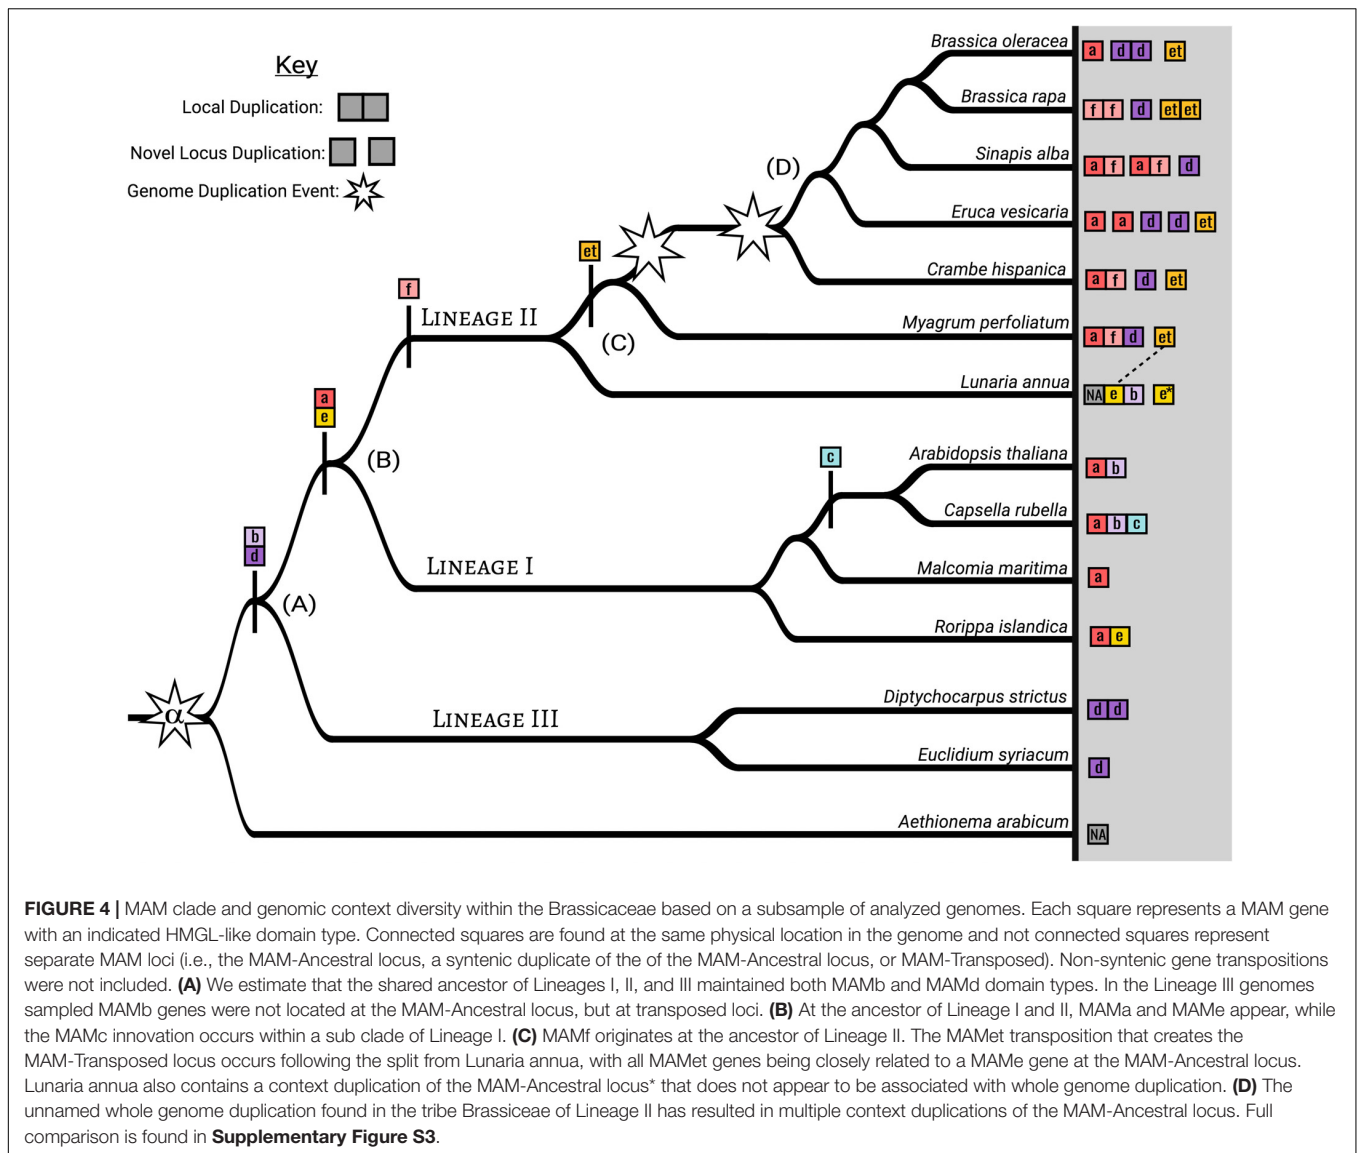 Key
Local Duplication:
Novel Locus Duplication:
Genome Duplication Event:
Brassica oleracea
a d d et
Brassica rapa
f f d et et
(D)
Sinapis alba
a f a f d
Eruca vesicaria
a a d d et
et
Crambe hispanica
a f d et
f
LINEAGE II
Myagrum perfoliatum
a f d et
(C)
Lunaria annua
NA e b e*
a
e
(B)
c
Arabidopsis thaliana
a b
Capsella rubella
a b c
b
d
LINEAGE I
Malcomia maritima
a
(A)
Rorippa islandica
a e
α
LINEAGE III
Diptychocarpus strictus
d d
Euclidium syriacum
d
Aethionema arabicum
NA
FIGURE 4 | MAM clade and genomic context diversity within the Brassicaceae based on a subsample of analyzed genomes. Each square represents a MAM gene
with an indicated HMGL-like domain type. Connected squares are found at the same physical location in the genome and not connected squares represent
separate MAM loci (i.e., the MAM-Ancestral locus, a syntenic duplicate of the of the MAM-Ancestral locus, or MAM-Transposed). Non-syntenic gene transpositions
were not included. (A) We estimate that the shared ancestor of Lineages I, II, and III maintained both MAMb and MAMd domain types. In the Lineage III genomes
sampled MAMb genes were not located at the MAM-Ancestral locus, but at transposed loci. (B) At the ancestor of Lineage I and II, MAMa and MAMe appear, while
the MAMc innovation occurs within a sub clade of Lineage I. (C) MAMf originates at the ancestor of Lineage II. The MAMet transposition that creates the
MAM-Transposed locus occurs following the split from Lunaria annua, with all MAMet genes being closely related to a MAMe gene at the MAM-Ancestral locus.
Lunaria annua also contains a context duplication of the MAM-Ancestral locus* that does not appear to be associated with whole genome duplication. (D) The
unnamed whole genome duplication found in the tribe Brassiceae of Lineage II has resulted in multiple context duplications of the MAM-Ancestral locus. Full
comparison is found in Supplementary Figure S3.